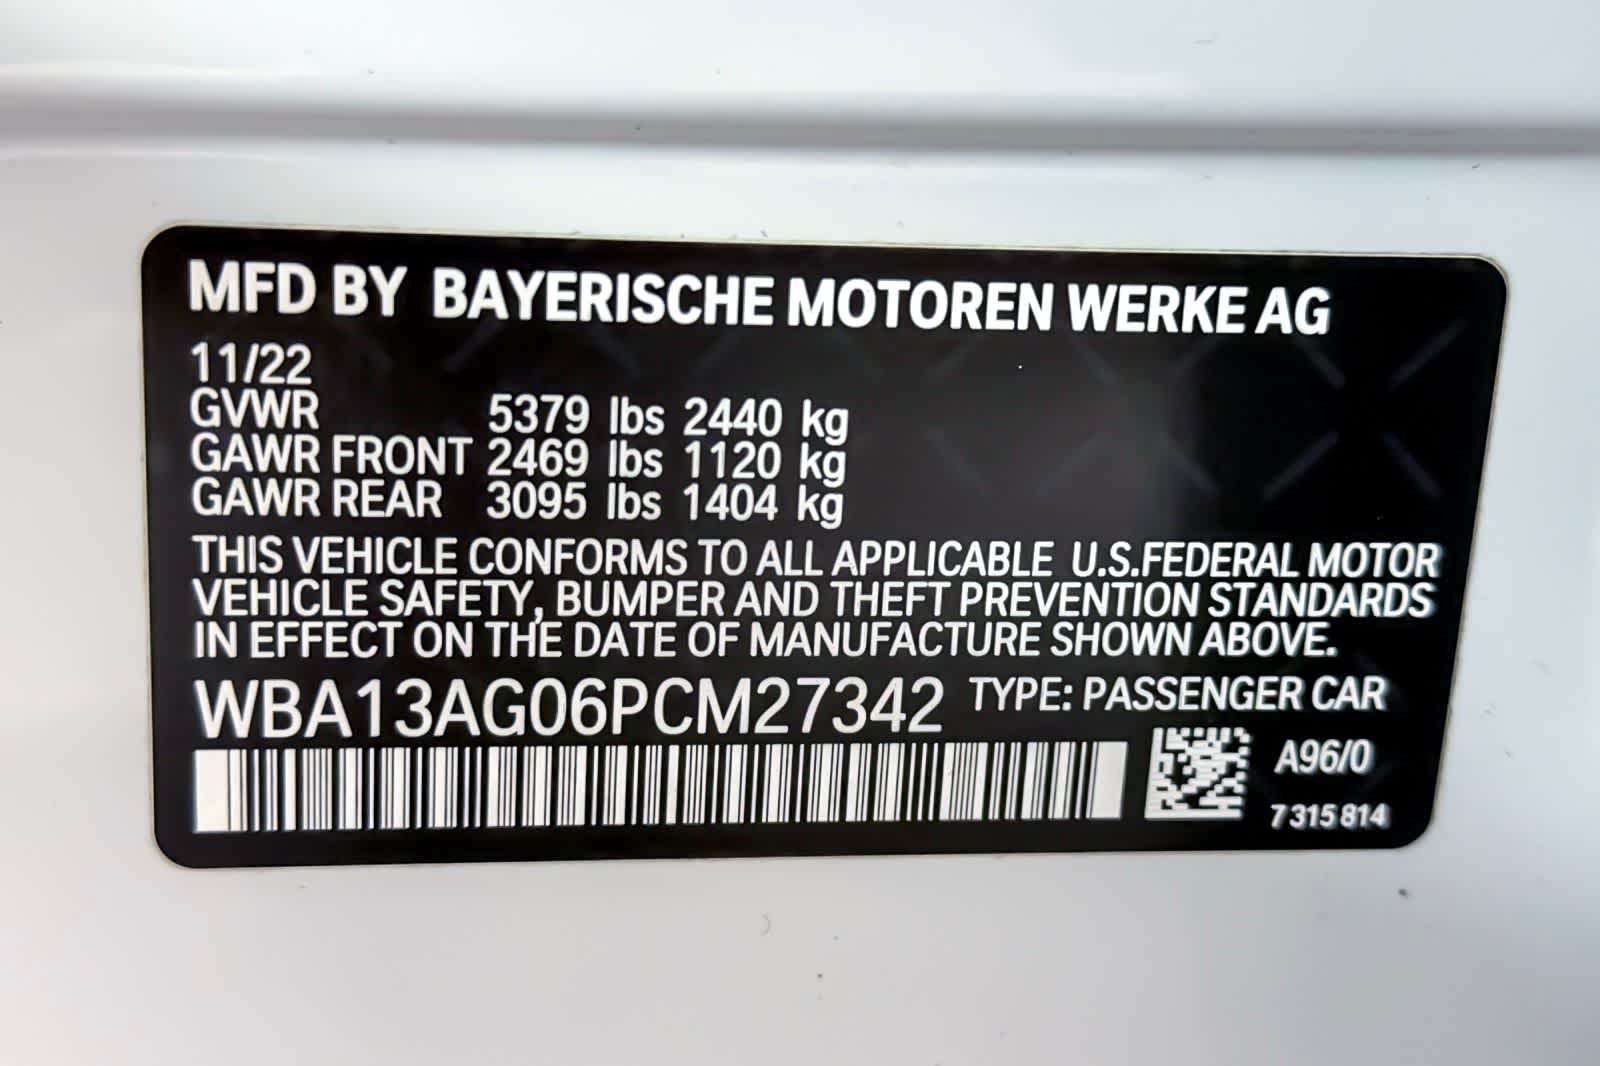 MFD BY BAYERISCHE MOTOREN WERKE AG
11/22
GVWR 5379 lbs 2440 kg
GAWR FRONT 2469 lbs 1120 kg
GAWR REAR 3095 lbs 1404 kg
THIS VEHICLE CONFORMS TO ALL APPLICABLE U.S.FEDERAL MOTOR
VEHICLE SAFETY, BUMPER AND THEFT PREVENTION STANDARDS
IN EFFECT ON THE DATE OF MANUFACTURE SHOWN ABOVE.
WBA13AG06PCM27342 TYPE: PASSENGER CAR
A96/0
7 315 814